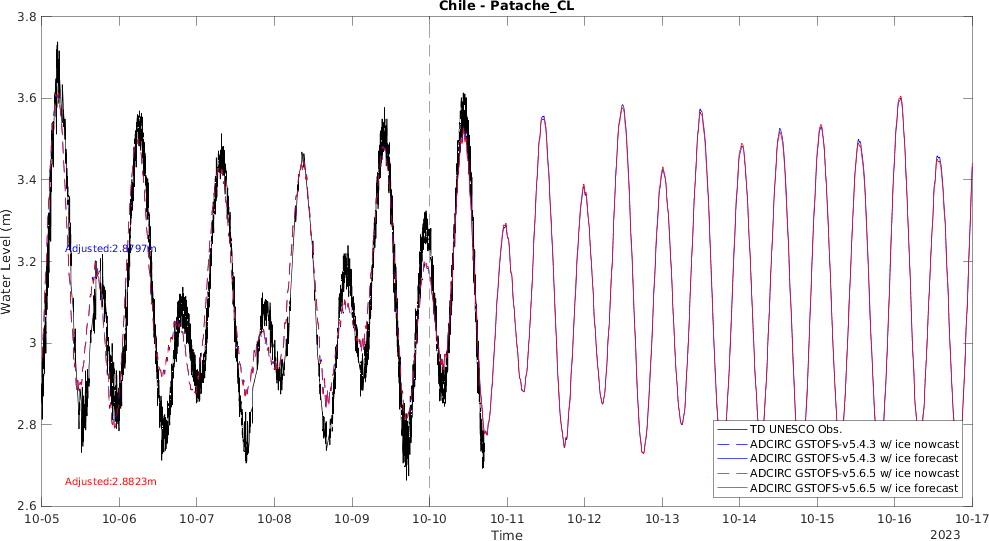 Chile - Patache_CL
Water Level (m)
3.8
3.6
3.4
3.2
3
2.8
2.6
Adjusted:2.8797m
Adjusted:2.8823m
TD UNESCO Obs.
ADCIRC GSTOFS-v5.4.3 w/ ice nowcast
ADCIRC GSTOFS-v5.4.3 w/ ice forecast
ADCIRC GSTOFS-v5.6.5 w/ ice nowcast
ADCIRC GSTOFS-v5.6.5 w/ ice forecast
10-05 10-06 10-07 10-08 10-09 10-10 10-11 10-12 10-13 10-14 10-15 10-16 10-17
Time
2023